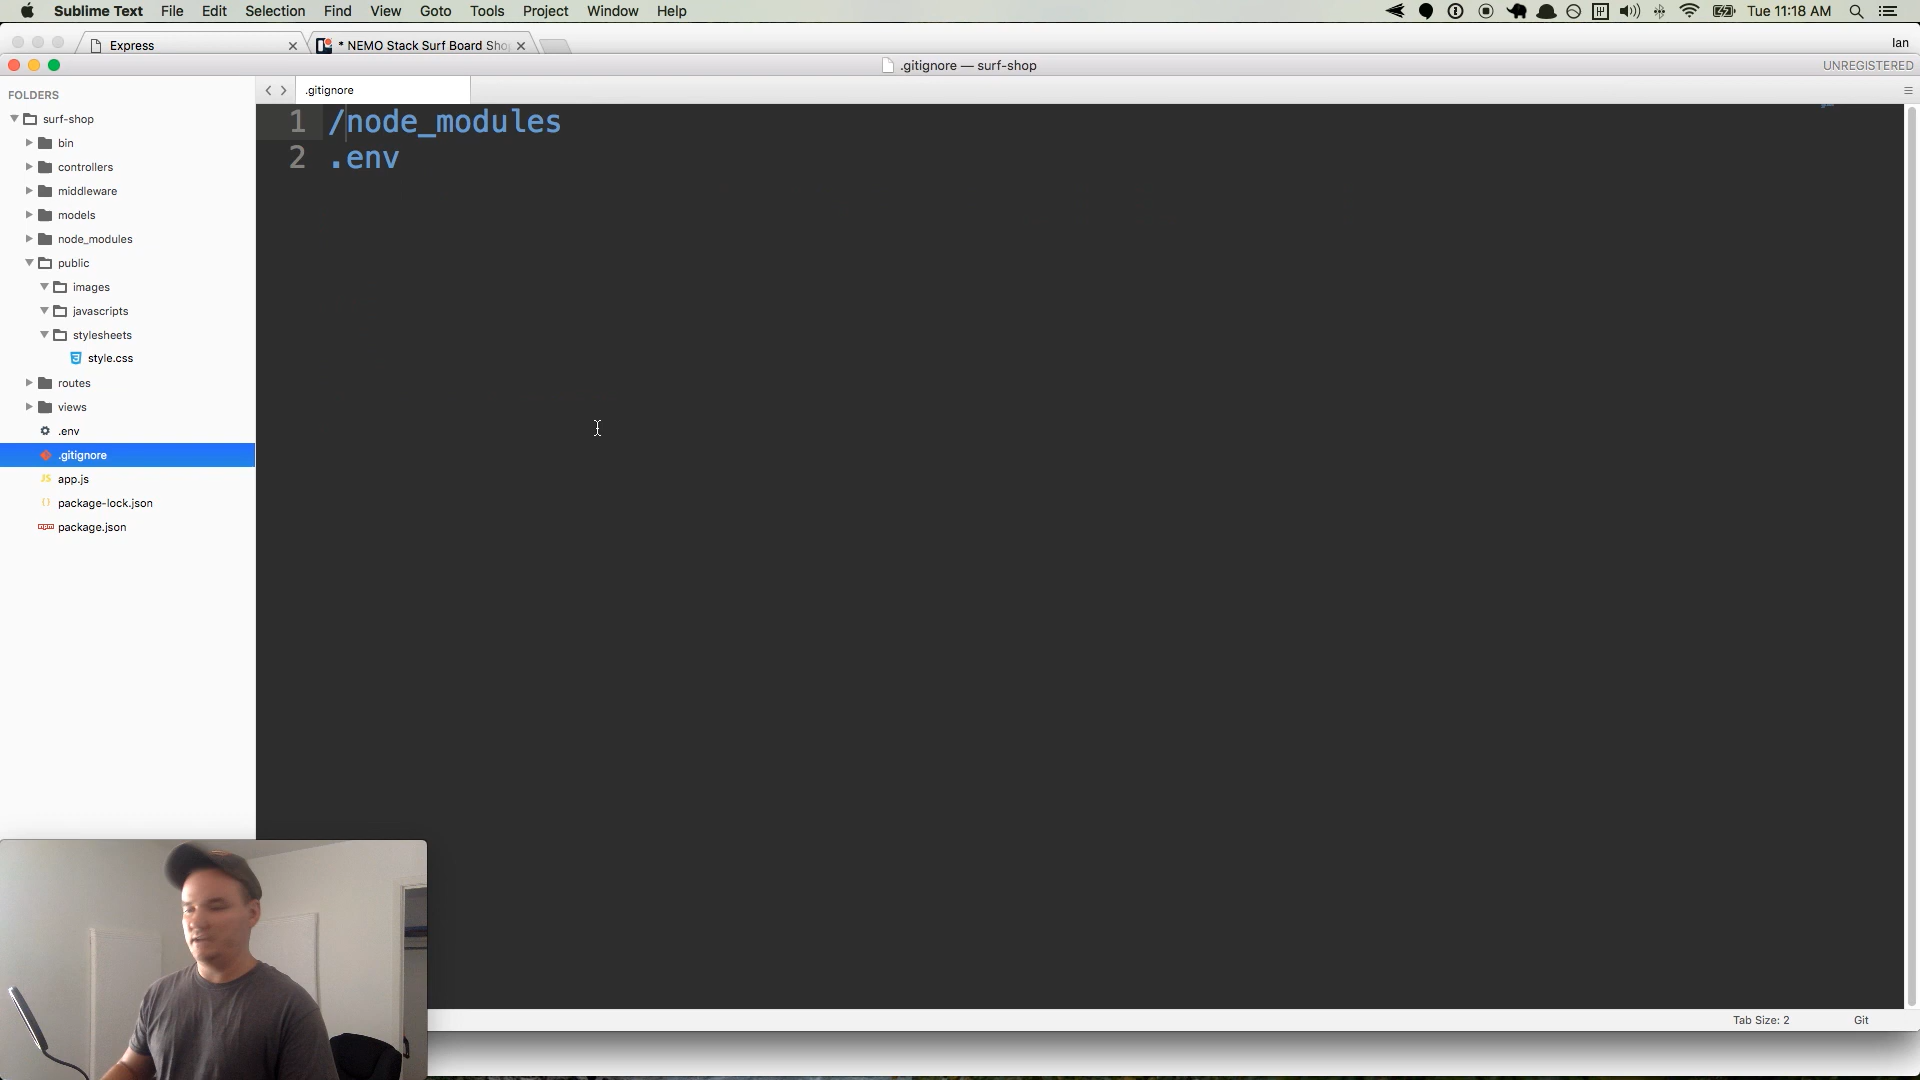 Sublime Text File Edit Selection Find View Goto Tools Project Window Help Tue 11:18 AM
Express * NEMO Stack Surf Board Sho Ian
.gitignore — surf-shop UNREGISTERED
FOLDERS
surf-shop
bin
controllers
middleware
models
node_modules
public
images
javascripts
stylesheets
style.css
routes
views
.env
.gitignore
JS app.js
package-lock.json
package.json
.gitignore
1 /node_modules
2 .env
Tab Size: 2 Git